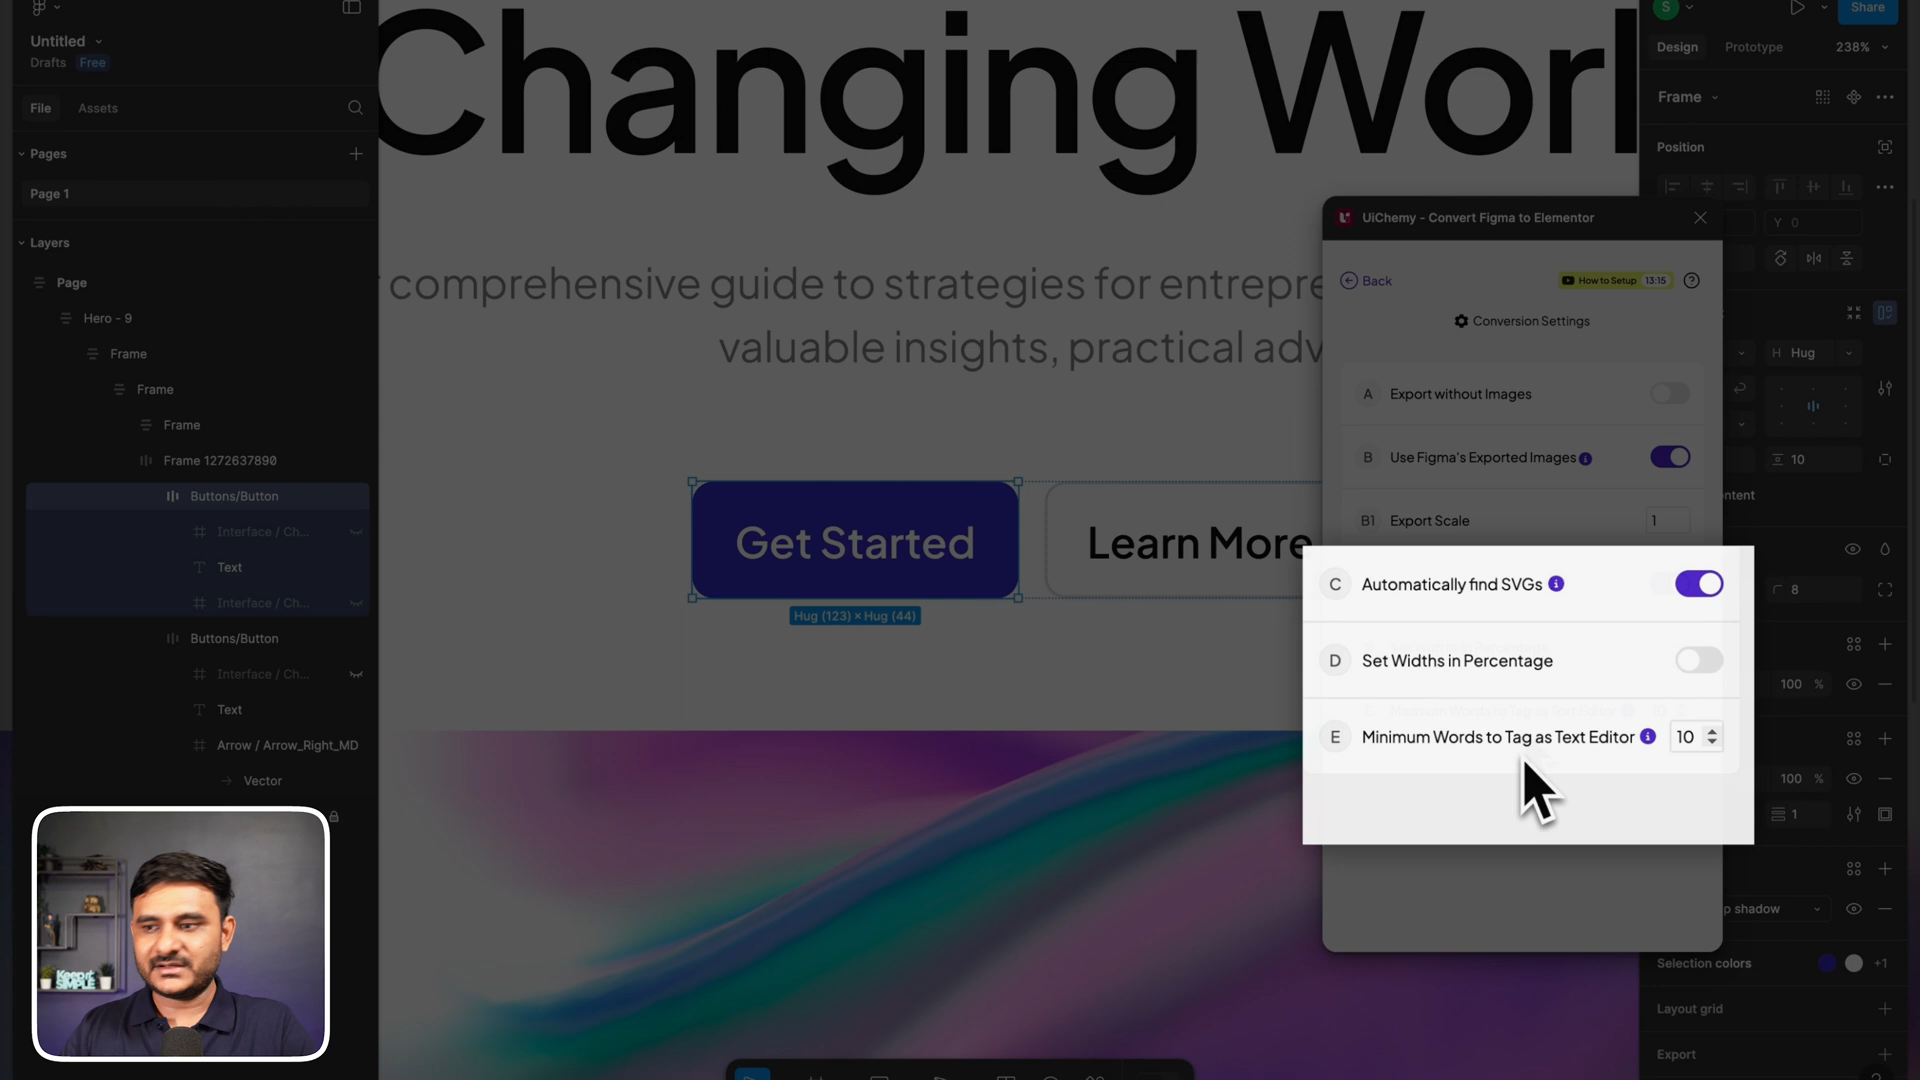 Untitled
Drafts Free
File Assets
Pages
Page 1
Layers
Page
Hero - 9
Frame
Frame
Frame
Frame 1272637890
Buttons/Button
Interface / Ch...
Text
Interface / Ch...
Buttons/Button
Interface / Ch...
Text
Arrow / Arrow_Right_MD
Vector
Keep it
SIMPLE
Changing Worl
comprehensive guide to strategies for entrepre
valuable insights, practical adv
Get Started
Learn More
Hug (123) × Hug (44)
UiChemy - Convert Figma to Elementor
Back
How to Setup 13:15
Conversion Settings
A Export without Images
B Use Figma's Exported Images
B1 Export Scale 1
C Automatically find SVGs
D Set Widths in Percentage
E Minimum Words to Tag as Text Editor 10
S
Share
Design Prototype 238%
Frame
Position
Y 0
H Hug
10
ntent
8
100 %
100 %
1
p shadow
Selection colors +1
Layout grid
Export